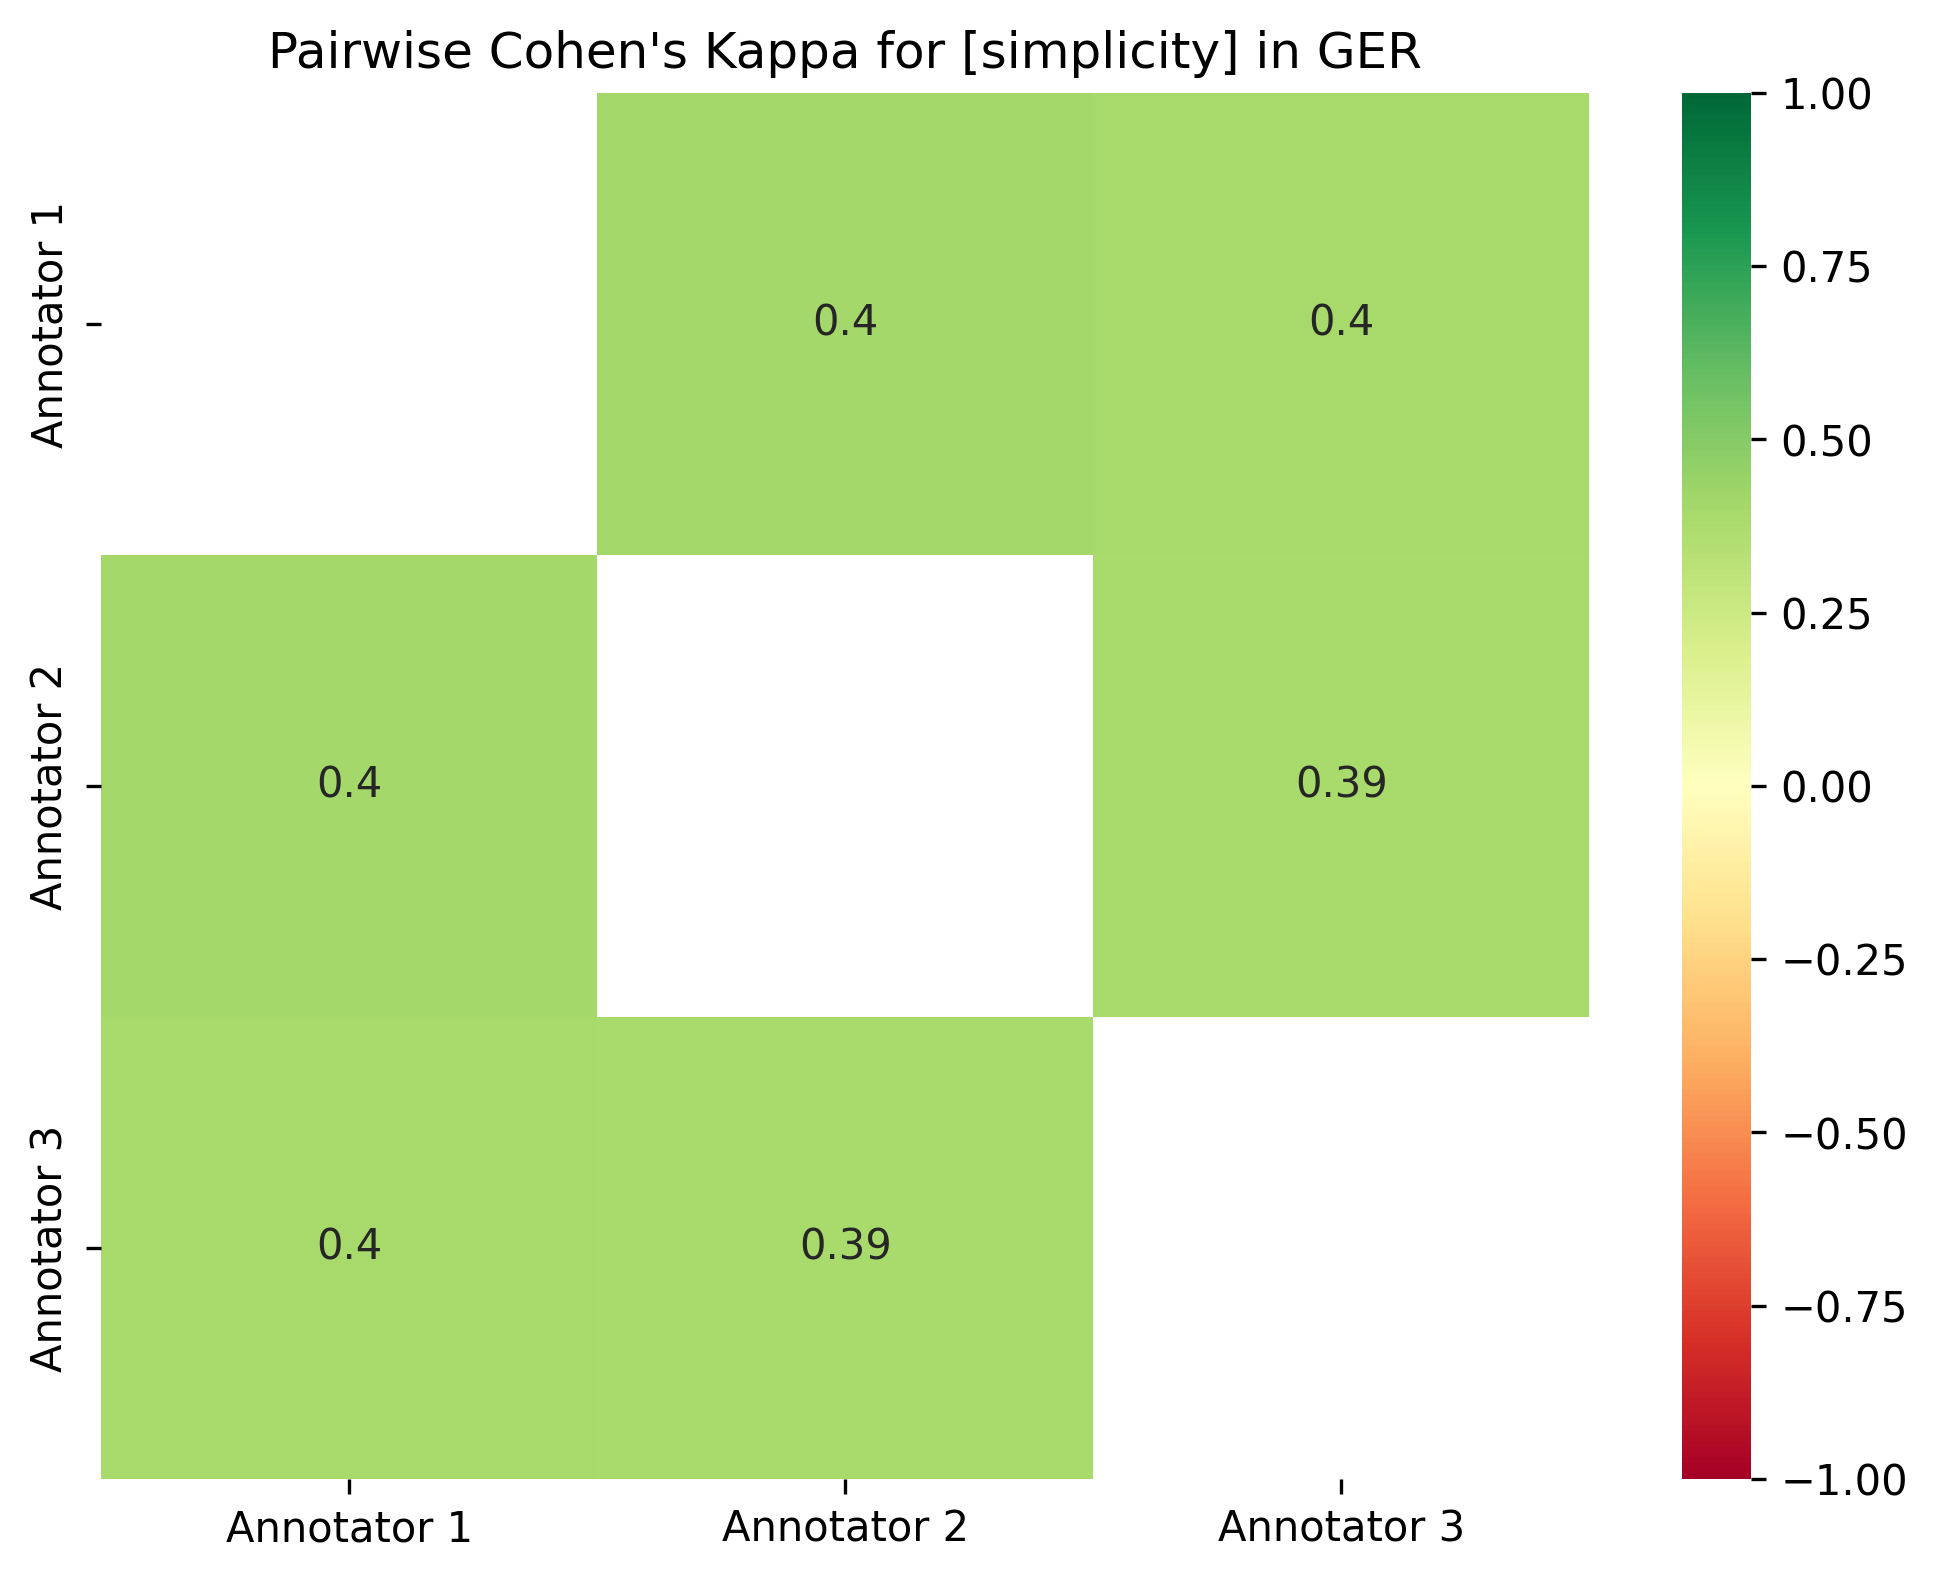 Pairwise Cohen's Kappa for [simplicity] in GER
Annotator 1
0.4
0.4
Annotator 2
0.4
0.39
Annotator 3
0.4
0.39
Annotator 1
Annotator 2
Annotator 3
1.00
0.75
0.50
0.25
0.00
−0.25
−0.50
−0.75
−1.00